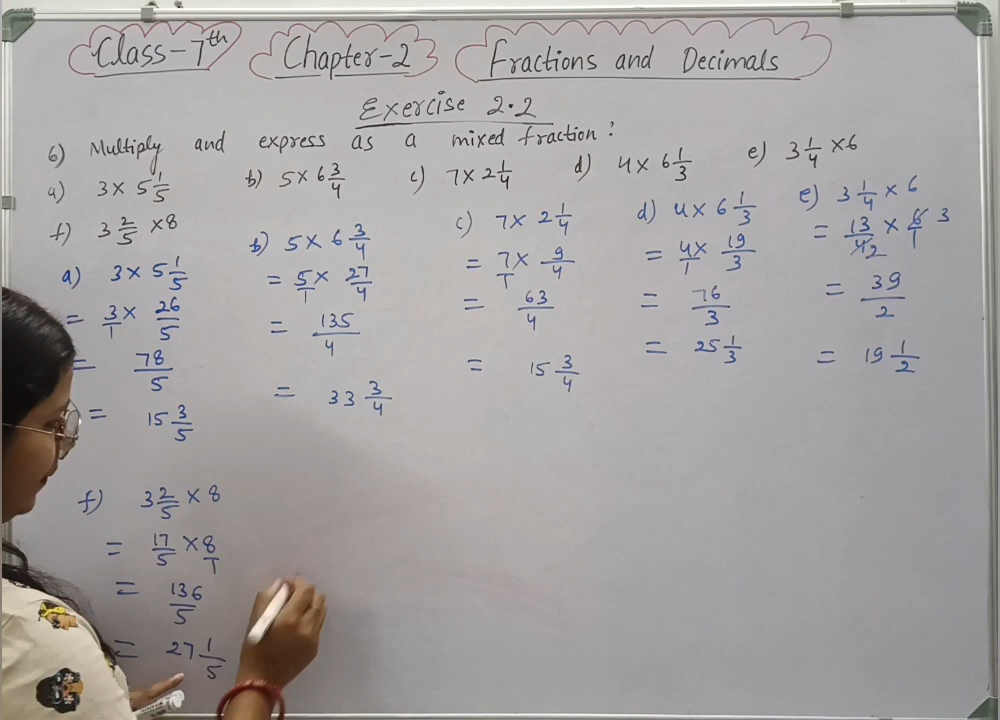 Class-7th Chapter-2 Fractions and Decimals
Exercise 2.2
6) Multiply and express as a mixed fraction:
a) 3 × 5 1/5 b) 5 × 6 3/4 c) 7 × 2 1/4 d) 4 × 6 1/3 e) 3 1/4 × 6
f) 3 2/5 × 8
a) 3 × 5 1/5
= 3/1 × 26/5
= 78/5
= 15 3/5
b) 5 × 6 3/4
= 5/1 × 27/4
= 135/4
= 33 3/4
c) 7 × 2 1/4
= 7/1 × 9/4
= 63/4
= 15 3/4
d) 4 × 6 1/3
= 4/1 × 19/3
= 76/3
= 25 1/3
e) 3 1/4 × 6
= 13/4 2 × 6/1 3
= 39/2
= 19 1/2
f) 3 2/5 × 8
= 17/5 × 8/1
= 136/5
= 27 1/5